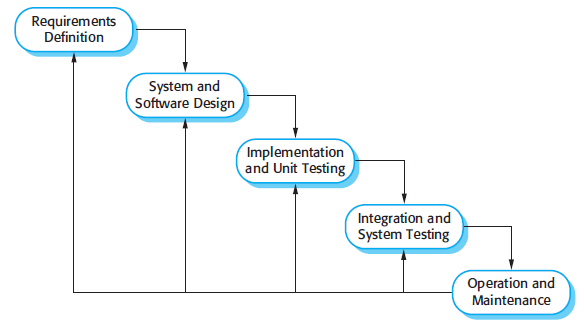 Requirements
Definition
System and
Software Design
Implementation
and Unit Testing
Integration and
System Testing
Operation and
Maintenance